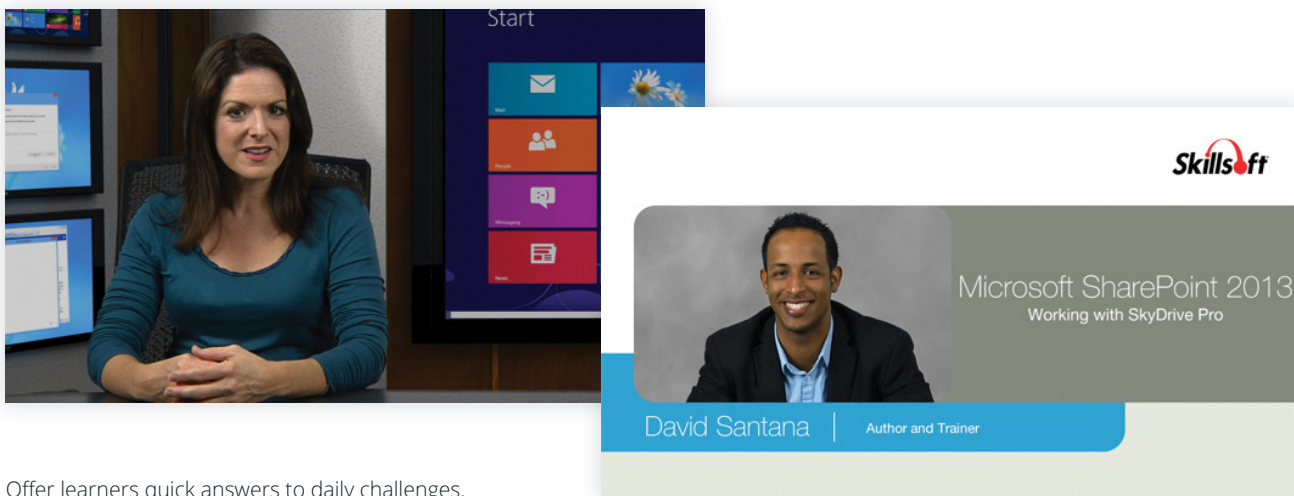 Start
Mail
People
Messaging
News
Skillsoft
Microsoft SharePoint 2013
Working with SkyDrive Pro
David Santana
Author and Trainer
Offer learners quick answers to daily challenges.